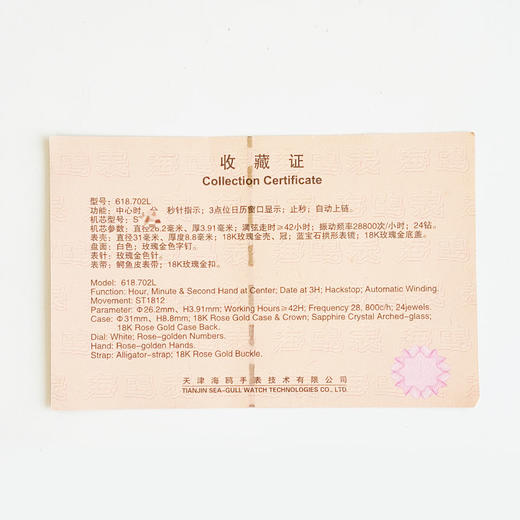 收藏证
Collection Certificate
型号：618.702L
功能：中心时、 秒针指示；3点位日历窗口显示；止秒；自动上链。
机芯型号：S
机芯参数：直径26.2毫米、厚3.91毫米；满弦走时≥42小时；振动频率28800次/小时；24钻。
表壳：直径31毫米、厚度8.8毫米；18K玫瑰金壳、冠；蓝宝石拱形表镜；18K玫瑰金底盖。
盘面：白色；玫瑰金色字钉。
表针：玫瑰金色针。
表带：鳄鱼皮表带；18K玫瑰金扣。
Model: 618.702L
Function: Hour, Minute & Second Hand at Center; Date at 3H; Hackstop; Automatic Winding.
Movement: ST1812
Parameter: Φ26.2mm, H3.91mm; Working Hours≥42H; Frequency 28, 800c/h; 24jewels.
Case: Φ31mm, H8.8mm; 18K Rose Gold Case & Crown; Sapphire Crystal Arched-glass;
18K Rose Gold Case Back.
Dial: White; Rose-golden Numbers.
Hand: Rose-golden Hands.
Strap: Alligator-strap; 18K Rose Gold Buckle.
天津海鸥手表技术有限公司
TIANJIN SEA-GULL WATCH TECHNOLOGIES CO., LTD.